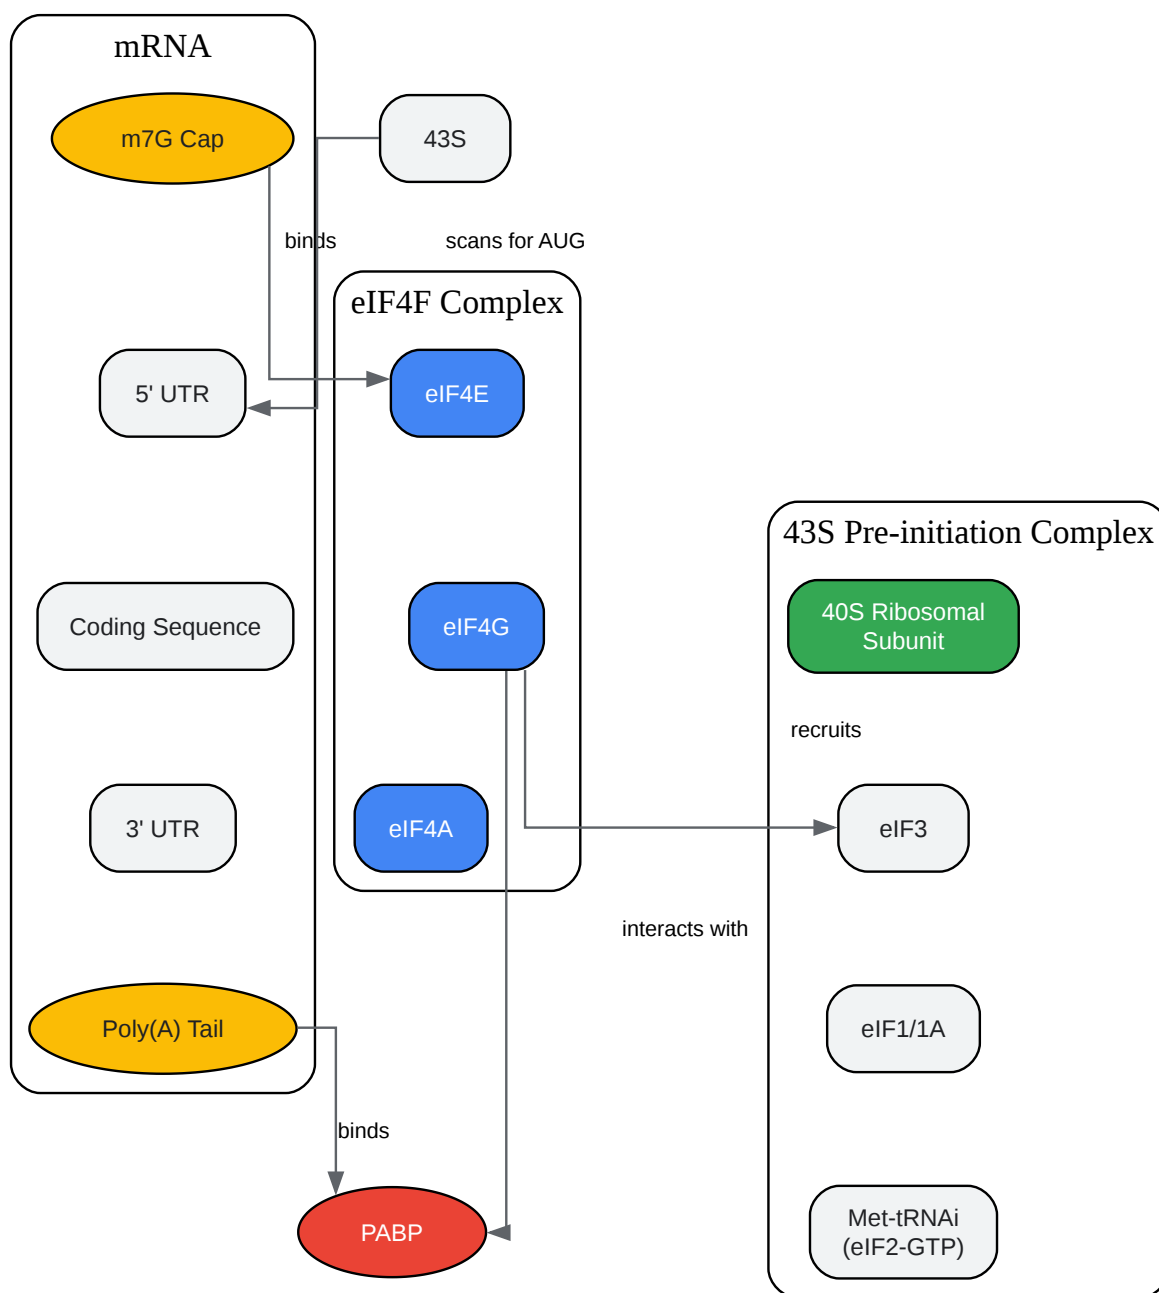 mRNA
m7G Cap
43S
binds
scans for AUG
eIF4F Complex
5' UTR
eIF4E
43S Pre-initiation Complex
Coding Sequence
eIF4G
40S Ribosomal
Subunit
recruits
3' UTR
eIF4A
eIF3
interacts with
Poly(A) Tail
eIF1/1A
binds
PABP
Met-tRNAi
(eIF2-GTP)